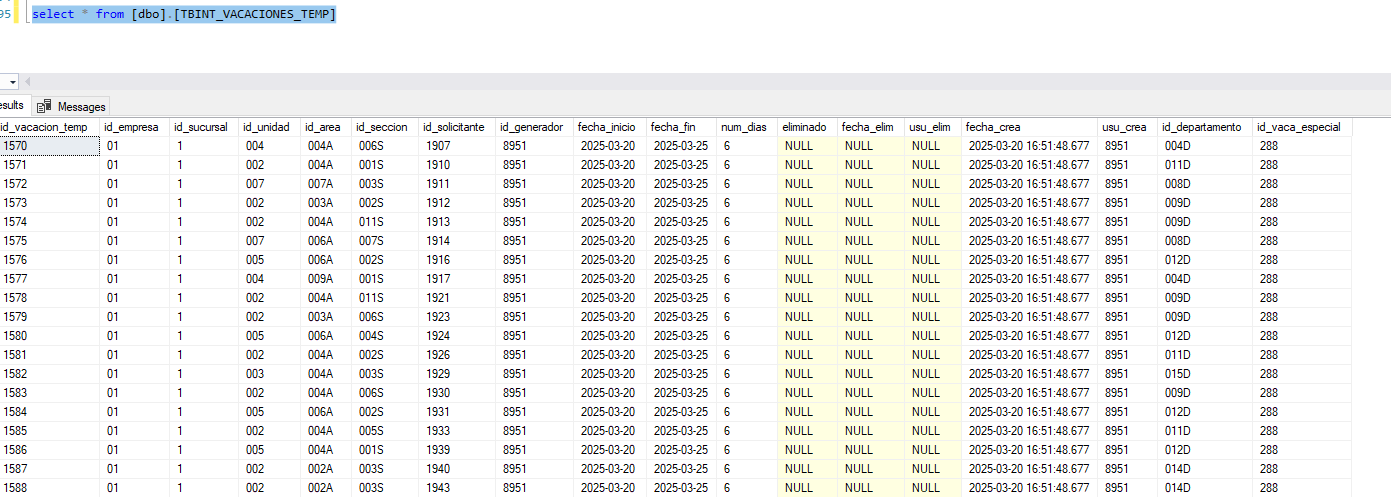 95 select * from [dbo].[TBINT_VACACIONES_TEMP]
esults Messages
id_vacacion_temp id_empresa id_sucursal id_unidad id_area id_seccion id_solicitante id_generador fecha_inicio fecha_fin num_dias eliminado fecha_elim usu_elim fecha_crea usu_crea id_departamento id_vaca_especial
1570 01 1 004 004A 006S 1907 8951 2025-03-20 2025-03-25 6 NULL NULL NULL 2025-03-20 16:51:48.677 8951 004D 288
1571 01 1 002 004A 001S 1910 8951 2025-03-20 2025-03-25 6 NULL NULL NULL 2025-03-20 16:51:48.677 8951 011D 288
1572 01 1 007 007A 003S 1911 8951 2025-03-20 2025-03-25 6 NULL NULL NULL 2025-03-20 16:51:48.677 8951 008D 288
1573 01 1 002 003A 002S 1912 8951 2025-03-20 2025-03-25 6 NULL NULL NULL 2025-03-20 16:51:48.677 8951 009D 288
1574 01 1 002 004A 011S 1913 8951 2025-03-20 2025-03-25 6 NULL NULL NULL 2025-03-20 16:51:48.677 8951 009D 288
1575 01 1 007 006A 007S 1914 8951 2025-03-20 2025-03-25 6 NULL NULL NULL 2025-03-20 16:51:48.677 8951 008D 288
1576 01 1 005 006A 002S 1916 8951 2025-03-20 2025-03-25 6 NULL NULL NULL 2025-03-20 16:51:48.677 8951 012D 288
1577 01 1 004 009A 001S 1917 8951 2025-03-20 2025-03-25 6 NULL NULL NULL 2025-03-20 16:51:48.677 8951 004D 288
1578 01 1 002 004A 011S 1921 8951 2025-03-20 2025-03-25 6 NULL NULL NULL 2025-03-20 16:51:48.677 8951 009D 288
1579 01 1 002 003A 006S 1923 8951 2025-03-20 2025-03-25 6 NULL NULL NULL 2025-03-20 16:51:48.677 8951 009D 288
1580 01 1 005 006A 004S 1924 8951 2025-03-20 2025-03-25 6 NULL NULL NULL 2025-03-20 16:51:48.677 8951 012D 288
1581 01 1 002 004A 002S 1926 8951 2025-03-20 2025-03-25 6 NULL NULL NULL 2025-03-20 16:51:48.677 8951 011D 288
1582 01 1 003 004A 003S 1929 8951 2025-03-20 2025-03-25 6 NULL NULL NULL 2025-03-20 16:51:48.677 8951 015D 288
1583 01 1 002 004A 006S 1930 8951 2025-03-20 2025-03-25 6 NULL NULL NULL 2025-03-20 16:51:48.677 8951 009D 288
1584 01 1 005 006A 002S 1931 8951 2025-03-20 2025-03-25 6 NULL NULL NULL 2025-03-20 16:51:48.677 8951 012D 288
1585 01 1 002 004A 005S 1933 8951 2025-03-20 2025-03-25 6 NULL NULL NULL 2025-03-20 16:51:48.677 8951 011D 288
1586 01 1 005 004A 001S 1939 8951 2025-03-20 2025-03-25 6 NULL NULL NULL 2025-03-20 16:51:48.677 8951 012D 288
1587 01 1 002 002A 003S 1940 8951 2025-03-20 2025-03-25 6 NULL NULL NULL 2025-03-20 16:51:48.677 8951 014D 288
1588 01 1 002 002A 003S 1943 8951 2025-03-20 2025-03-25 6 NULL NULL NULL 2025-03-20 16:51:48.677 8951 014D 288